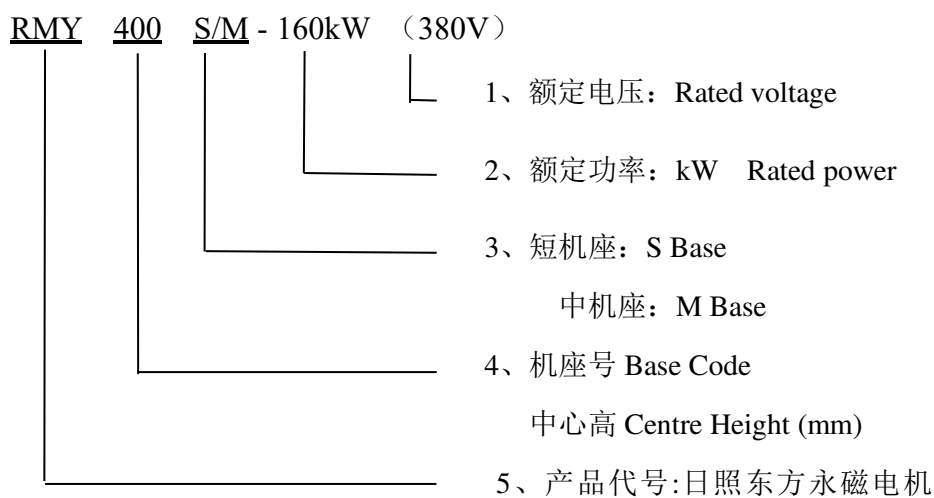 RMY 400 S/M - 160kW （380V）
1、额定电压：Rated voltage
2、额定功率：kW Rated power
3、短机座：S Base
中机座：M Base
4、机座号 Base Code
中心高 Centre Height (mm)
5、产品代号:日照东方永磁电机